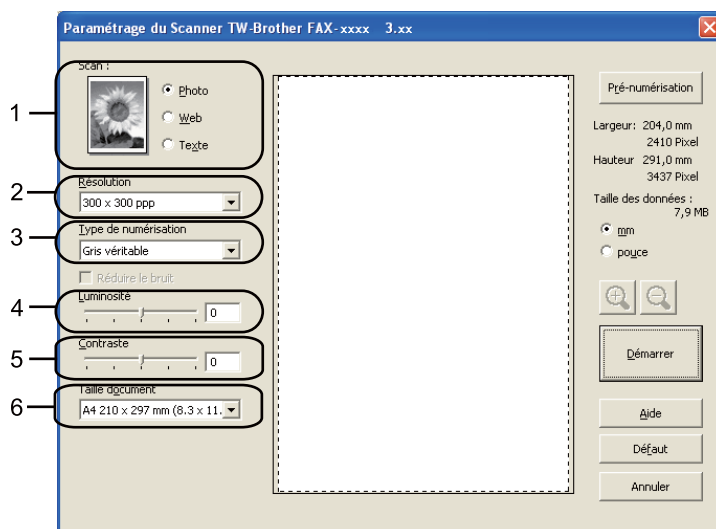 Paramétrage du Scanner TW-Brother FAX-xxxx 3.xx
1
Scan :
Photo
Web
Texte
2
Résolution
300 x 300 ppp
3
Type de numérisation
Gris véritable
Réduire le bruit
4
Luminosité
0
5
Contraste
0
6
Taille document
A4 210 x 297 mm (8.3 x 11.
Pré-numérisation
Largeur: 204,0 mm
2410 Pixel
Hauteur 291,0 mm
3437 Pixel
Taille des données :
7,9 MB
mm
pouce
Démarrer
Aide
Défaut
Annuler